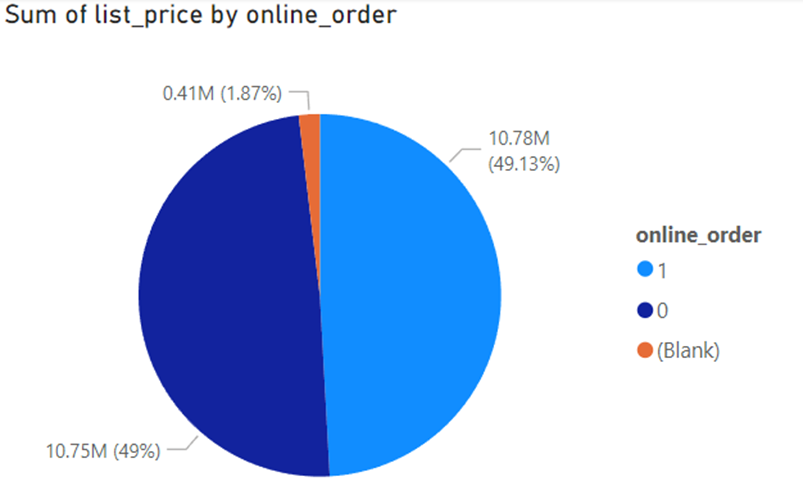 Sum of list_price by online_order
0.41M (1.87%)
10.78M
(49.13%)
online_order
1
0
(Blank)
10.75M (49%)